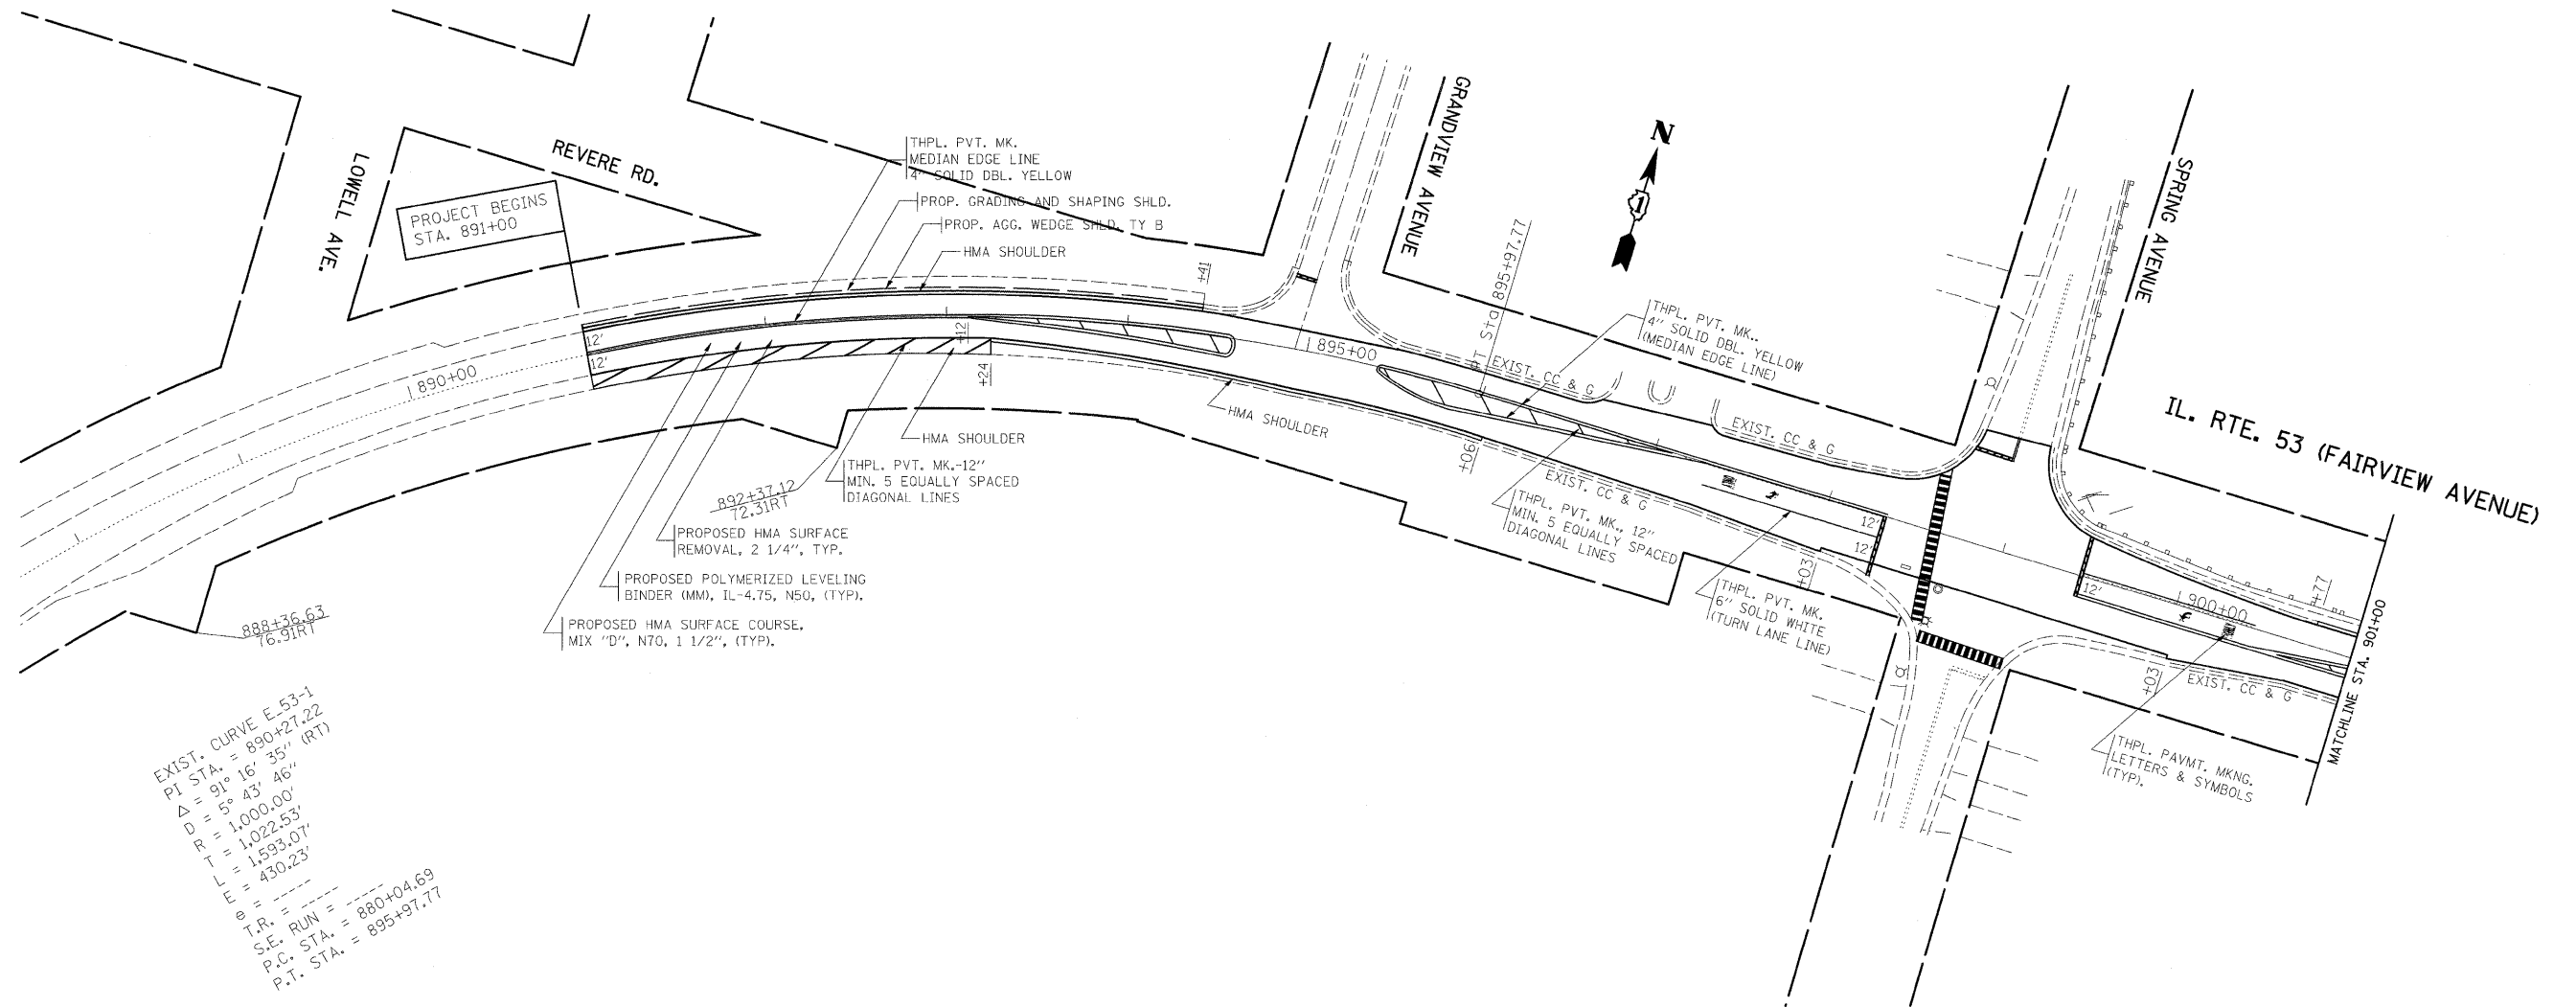 LOWELL AVE.
REVERE RD.
PROJECT BEGINS
STA. 891+00
THPL. PVT. MK.
MEDIAN EDGE LINE
4" SOLID DBL. YELLOW
PROP. GRADING AND SHAPING SHLD.
PROP. AGG. WEDGE SHLD. TY B
HMA SHOULDER
+41
GRANDVIEW AVENUE
N
1
PT Sta 895+97.77
THPL. PVT. MK..
4" SOLID DBL. YELLOW
(MEDIAN EDGE LINE)
SPRING AVENUE
IL. RTE. 53 (FAIRVIEW AVENUE)
12'
12'
890+00
+12
+24
895+00
EXIST. CC & G
EXIST. CC & G
HMA SHOULDER
HMA SHOULDER
+06
EXIST. CC & G
THPL. PVT. MK.-12"
MIN. 5 EQUALLY SPACED
DIAGONAL LINES
892+37.12
72.31RT
PROPOSED HMA SURFACE
REMOVAL, 2 1/4", TYP.
PROPOSED POLYMERIZED LEVELING
BINDER (MM), IL-4.75, N50, (TYP).
PROPOSED HMA SURFACE COURSE,
MIX "D", N70, 1 1/2", (TYP).
888+36.63
76.91RT
THPL. PVT. MK., 12"
MIN. 5 EQUALLY SPACED
DIAGONAL LINES
12'
12'
+03
THPL. PVT. MK.
6" SOLID WHITE
(TURN LANE LINE)
12'
900+00
+77
+03
EXIST. CC & G
MATCHLINE STA. 901+00
THPL. PAVMT. MKNG.
LETTERS & SYMBOLS
(TYP).
EXIST. CURVE E_53-1
PI STA. = 890+27.22
Δ = 91° 16' 35" (RT)
D = 5° 43' 46"
R = 1,000.00'
T = 1,022.53'
L = 1,593.07'
E = 430.23'
e = -----
T.R. = -----
S.E. RUN = -----
P.C. STA. = 880+04.69
P.T. STA. = 895+97.77